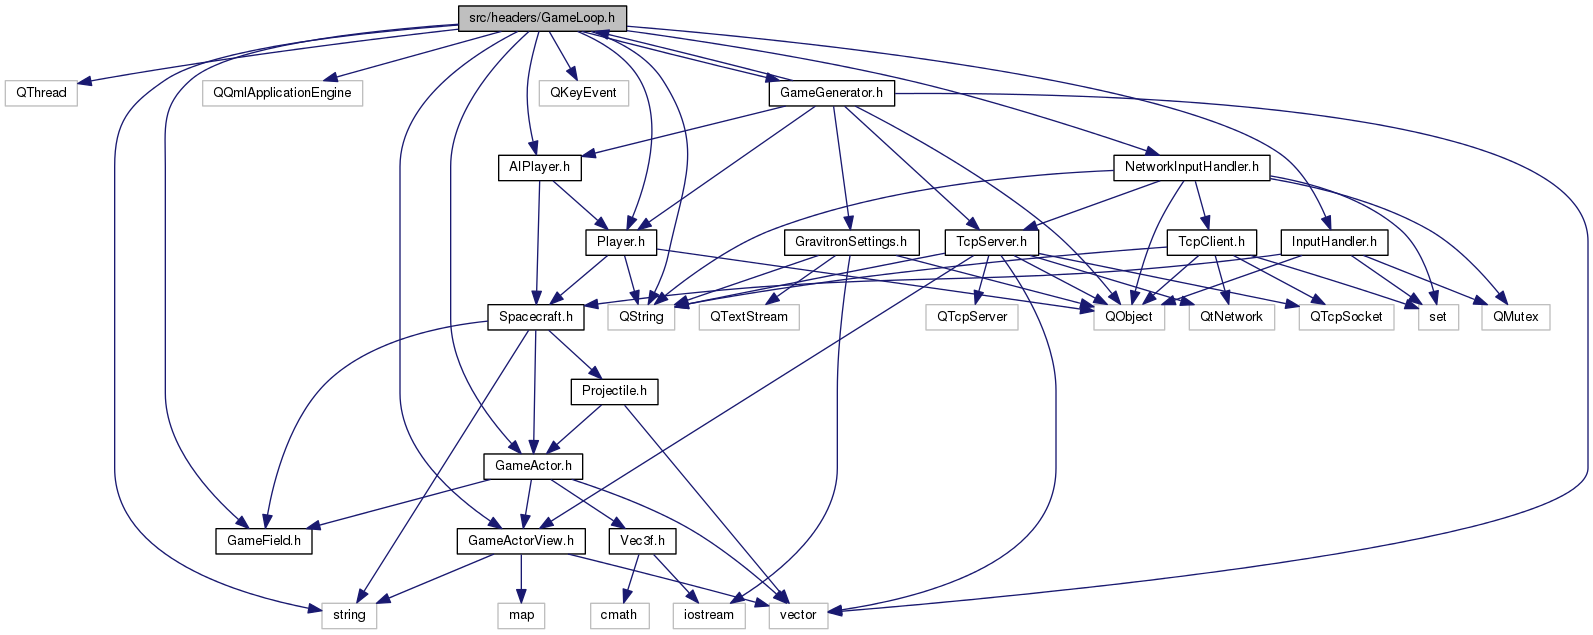 src/headers/GameLoop.h
QThread
QQmlApplicationEngine
QKeyEvent
GameGenerator.h
AIPlayer.h
NetworkInputHandler.h
Player.h
GravitronSettings.h
TcpServer.h
TcpClient.h
InputHandler.h
Spacecraft.h
QString
QTextStream
QTcpServer
QObject
QtNetwork
QTcpSocket
set
QMutex
Projectile.h
GameActor.h
GameField.h
GameActorView.h
Vec3f.h
string
map
cmath
iostream
vector